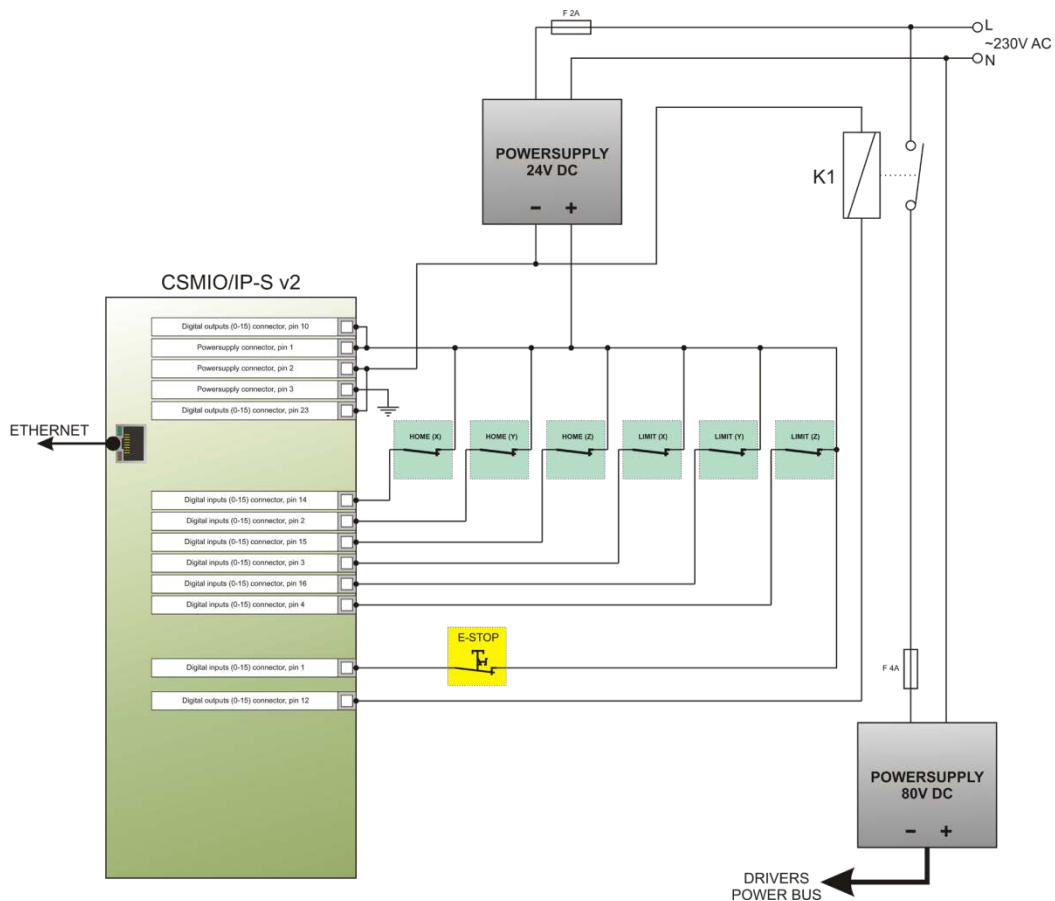 F 2A
L
~230V AC
N
POWERSUPPLY
24V DC
- +
K1
CSMIO/IP-S v2
Digital outputs (0-15) connector, pin 10
Powersupply connector, pin 1
Powersupply connector, pin 2
Powersupply connector, pin 3
Digital outputs (0-15) connector, pin 23
ETHERNET
HOME (X)
HOME (Y)
HOME (Z)
LIMIT (X)
LIMIT (Y)
LIMIT (Z)
Digital inputs (0-15) connector, pin 14
Digital inputs (0-15) connector, pin 2
Digital inputs (0-15) connector, pin 15
Digital inputs (0-15) connector, pin 3
Digital inputs (0-15) connector, pin 16
Digital inputs (0-15) connector, pin 4
E-STOP
Digital inputs (0-15) connector, pin 1
Digital outputs (0-15) connector, pin 12
F 4A
POWERSUPPLY
80V DC
- +
DRIVERS
POWER BUS